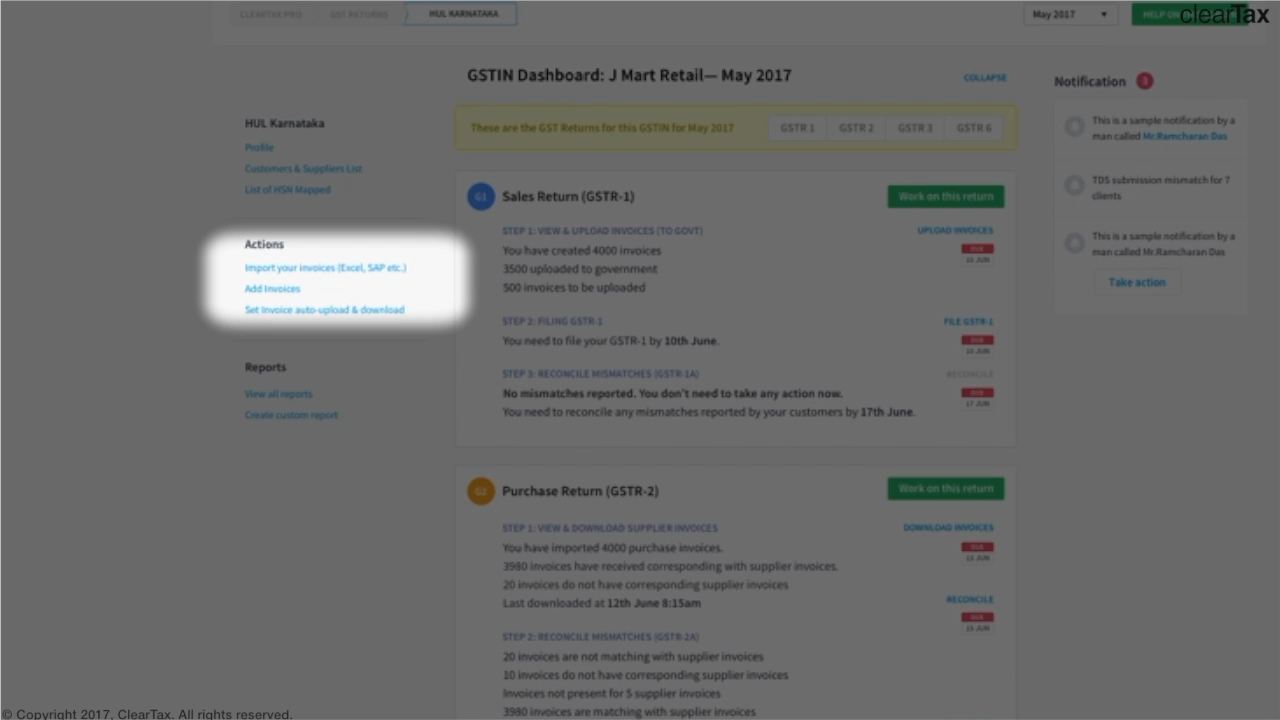 CLEARTAX PRO GST RETURNS HUL KARNATAKA
May 2017
HELP
clearTax
GSTIN Dashboard: J Mart Retail— May 2017
COLLAPSE
These are the GST Returns for this GSTIN for May 2017
GSTR 1 GSTR 2 GSTR 3 GSTR 6
HUL Karnataka
Profile
Customers & Suppliers List
List of HSN Mapped
Actions
Import your invoices (Excel, SAP etc.)
Add Invoices
Set Invoice auto-upload & download
Reports
View all reports
Create custom report
G1 Sales Return (GSTR-1)
Work on this return
STEP 1: VIEW & UPLOAD INVOICES (TO GOVT)
UPLOAD INVOICES
You have created 4000 invoices
DUE
10 JUN
3500 uploaded to government
500 invoices to be uploaded
STEP 2: FILING GSTR-1
FILE GSTR-1
You need to file your GSTR-1 by 10th June.
DUE
10 JUN
STEP 3: RECONCILE MISMATCHES (GSTR-1A)
RECONCILE
No mismatches reported. You don't need to take any action now.
DUE
17 JUN
You need to reconcile any mismatches reported by your customers by 17th June.
G2 Purchase Return (GSTR-2)
Work on this return
STEP 1: VIEW & DOWNLOAD SUPPLIER INVOICES
DOWNLOAD INVOICES
You have imported 4000 purchase invoices.
DUE
15 JUN
3980 invoices have received corresponding with supplier invoices.
20 invoices do not have corresponding supplier invoices
Last downloaded at 12th June 8:15am
RECONCILE
DUE
15 JUN
STEP 2: RECONCILE MISMATCHES (GSTR-2A)
20 invoices are not matching with supplier invoices
10 invoices do not have corresponding supplier invoices
Invoices not present for 5 supplier invoices
3980 invoices are matching with supplier invoices
Notification 3
This is a sample notification by a
man called Mr.Ramcharan Das
TDS submission mismatch for 7
clients
This is a sample notification by a
man called Mr.Ramcharan Das
Take action
© Copyright 2017, ClearTax. All rights reserved.